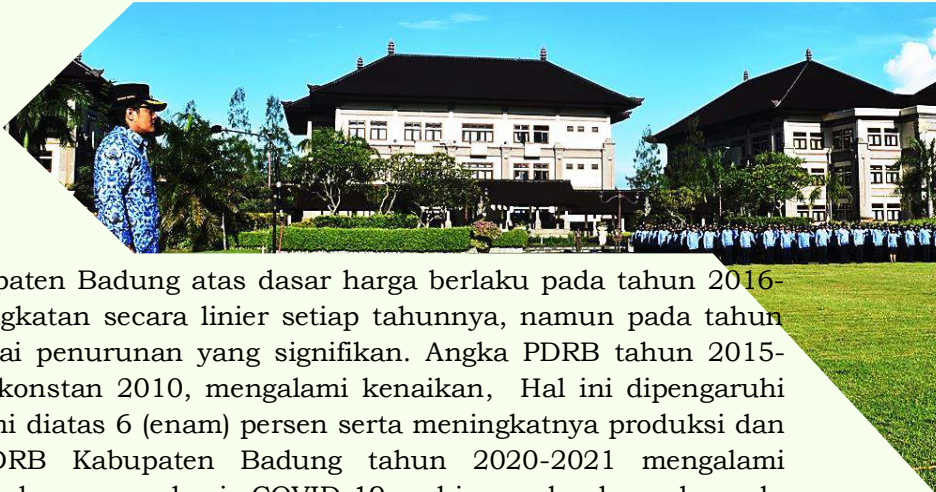 paten Badung atas dasar harga berlaku pada tahun 2016-
gkatan secara linier setiap tahunnya, namun pada tahun
ai penurunan yang signifikan. Angka PDRB tahun 2015-
konstan 2010, mengalami kenaikan, Hal ini dipengaruhi
ni diatas 6 (enam) persen serta meningkatnya produksi dan
DRB Kabupaten Badung tahun 2020-2021 mengalami
COVID-19